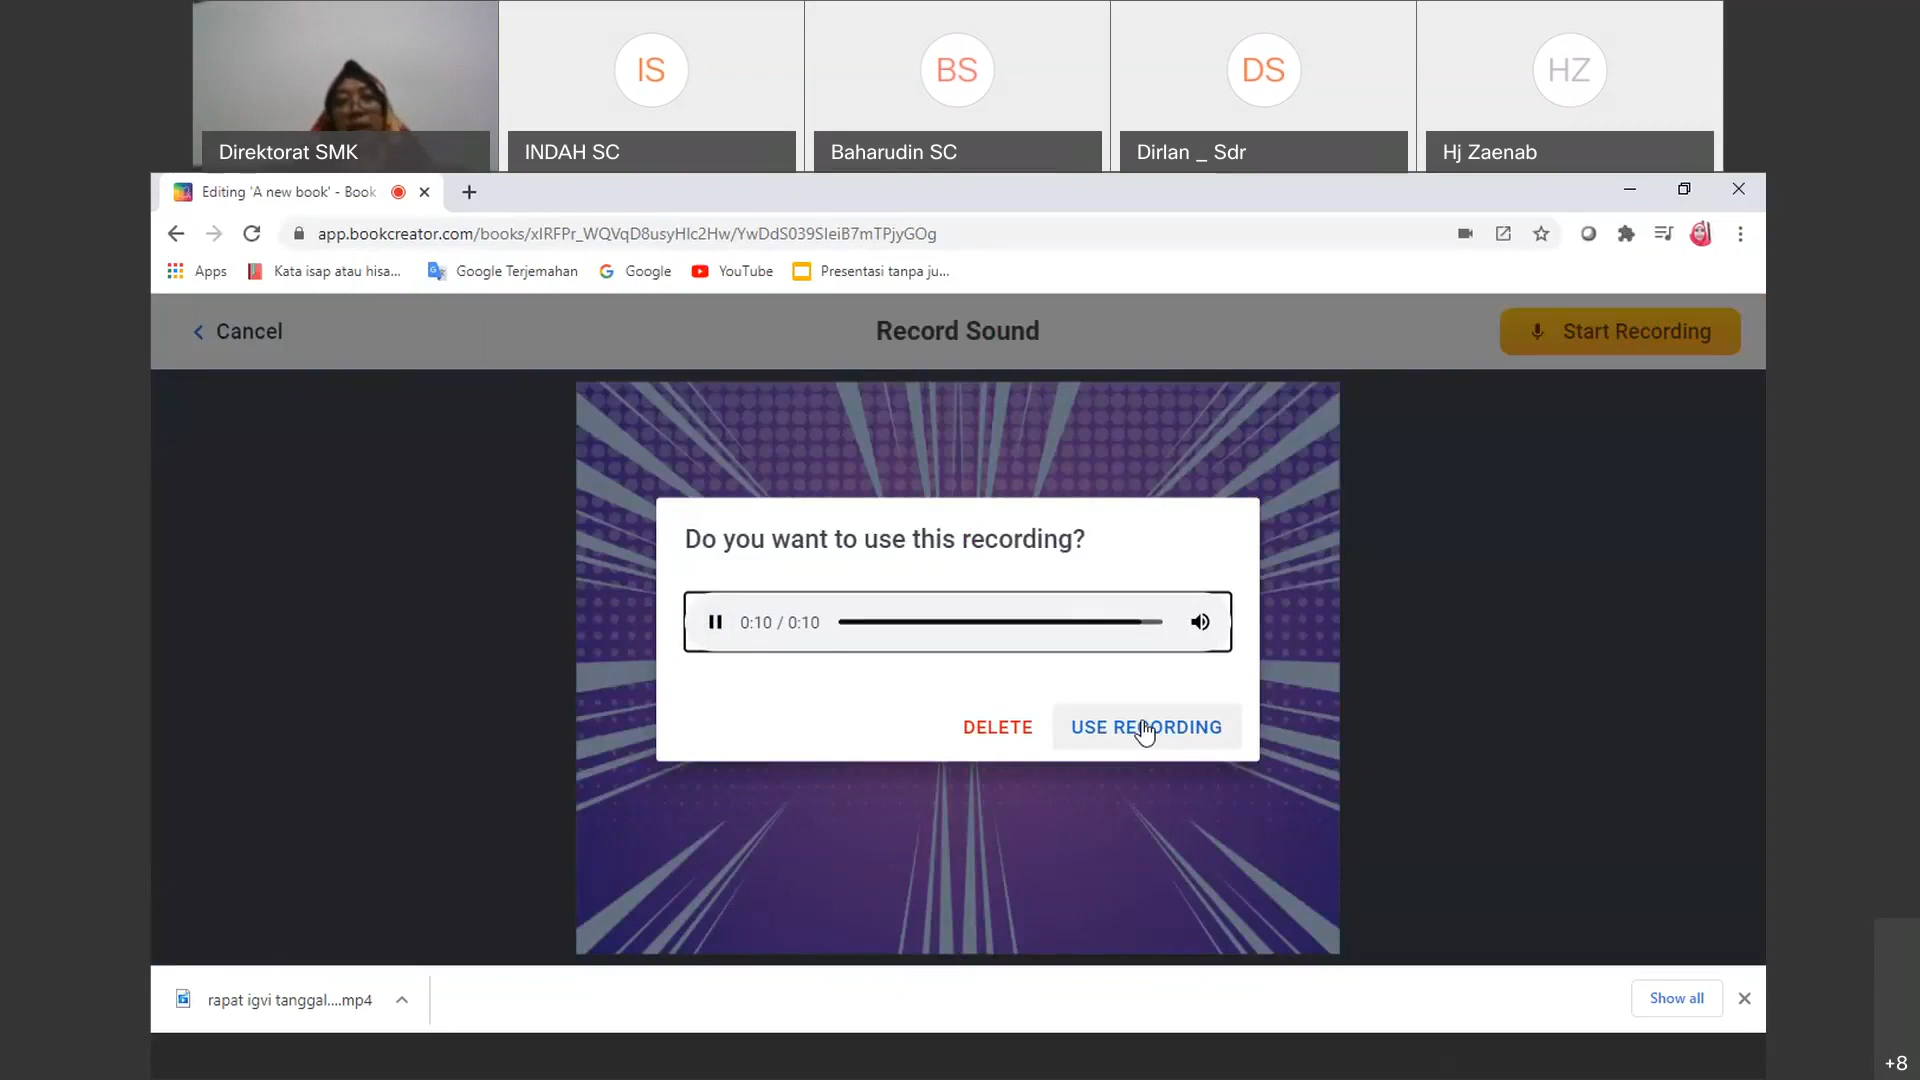 IS
BS
DS
HZ
Direktorat SMK
INDAH SC
Baharudin SC
Dirlan _ Sdr
Hj Zaenab
Editing 'A new book' - Book
app.bookcreator.com/books/xIRFPr_WQVqD8usyHIc2Hw/YwDdS039SIeiB7mTPjyGOg
Apps
Kata isap atau hisa...
Google Terjemahan
Google
YouTube
Presentasi tanpa ju...
Cancel
Record Sound
Start Recording
Do you want to use this recording?
0:10 / 0:10
DELETE
USE RECORDING
rapat igvi tanggal....mp4
Show all
+8